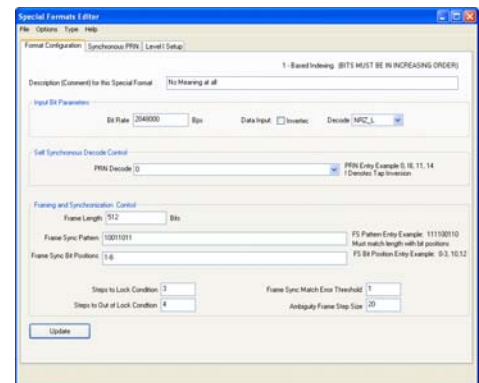 Special Formats Editor
File Options Type Help
Format Configuration Synchronous PRN Level I Setup
1 - Based Indexing (BITS MUST BE IN INCREASING ORDER)
Description (Comment) for this Special Format No Meaning at all
Input Bit Parameters
Bit Rate 2048000 Bps Data Input Inverted Decode NRZ_L
Self Synchronous Decode Control
PRN Decode 0 PRN Entry Example 0, !6, 11, 14
! Denotes Tap Inversion
Framing and Synchronization Control
Frame Length 512 Bits
Frame Sync Pattern 10011011 FS Pattern Entry Example: 111100110
Must match length with bit positions
Frame Sync Bit Positions 1-8 FS Bit Position Entry Example: 0-3, 10,12
Steps to Lock Condition 3 Frame Sync Match Error Threshold 1
Steps to Out of Lock Condition 4 Ambiguity Frame Step Size 20
Update